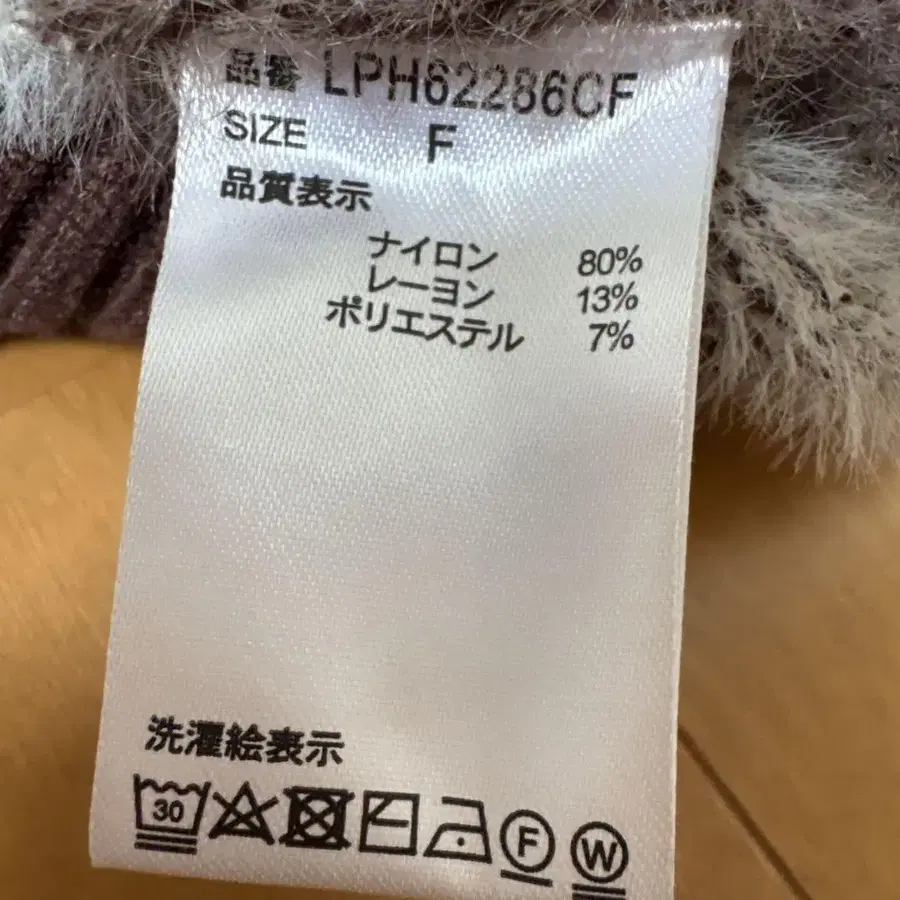 品番 LPH62286CF
SIZE F
品質表示
ナイロン 80%
レーヨン 13%
ポリエステル 7%
洗濯絵表示
30 F W